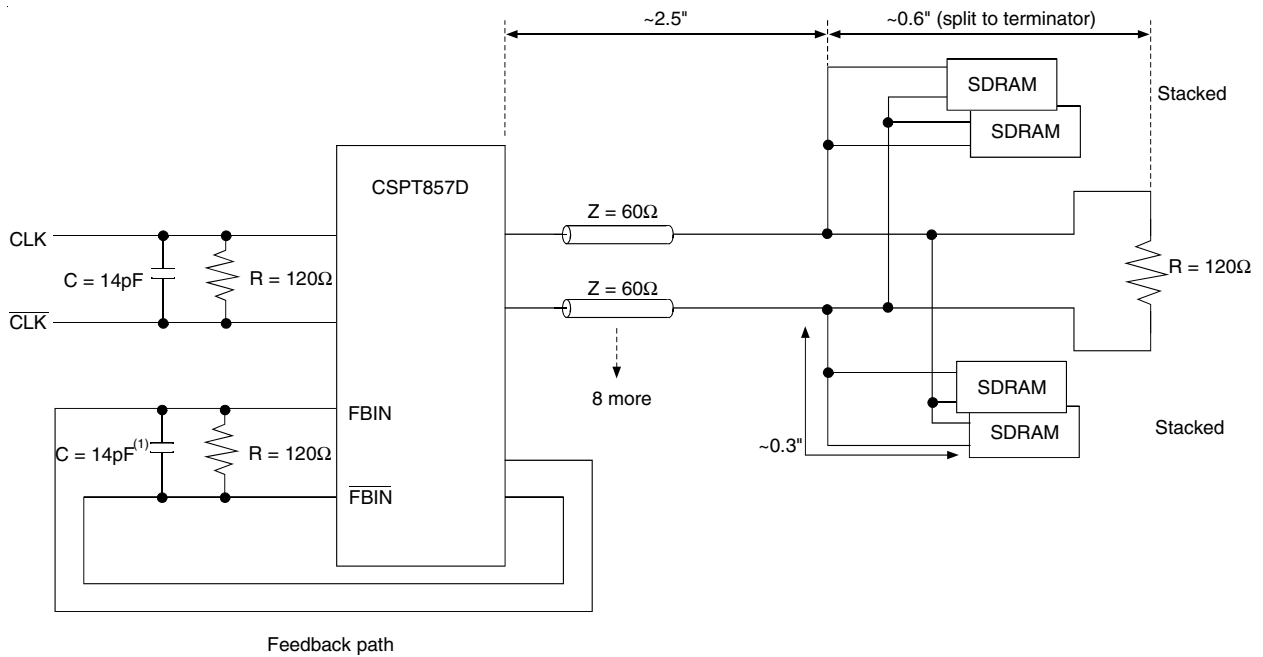 ~2.5"
~0.6" (split to terminator)
SDRAM
Stacked
SDRAM
CSPT857D
Z = 60Ω
CLK
C = 14pF
R = 120Ω
R = 120Ω
CLK
Z = 60Ω
8 more
SDRAM
FBIN
SDRAM
Stacked
C = 14pF(1)
R = 120Ω
~0.3"
FBIN
Feedback path